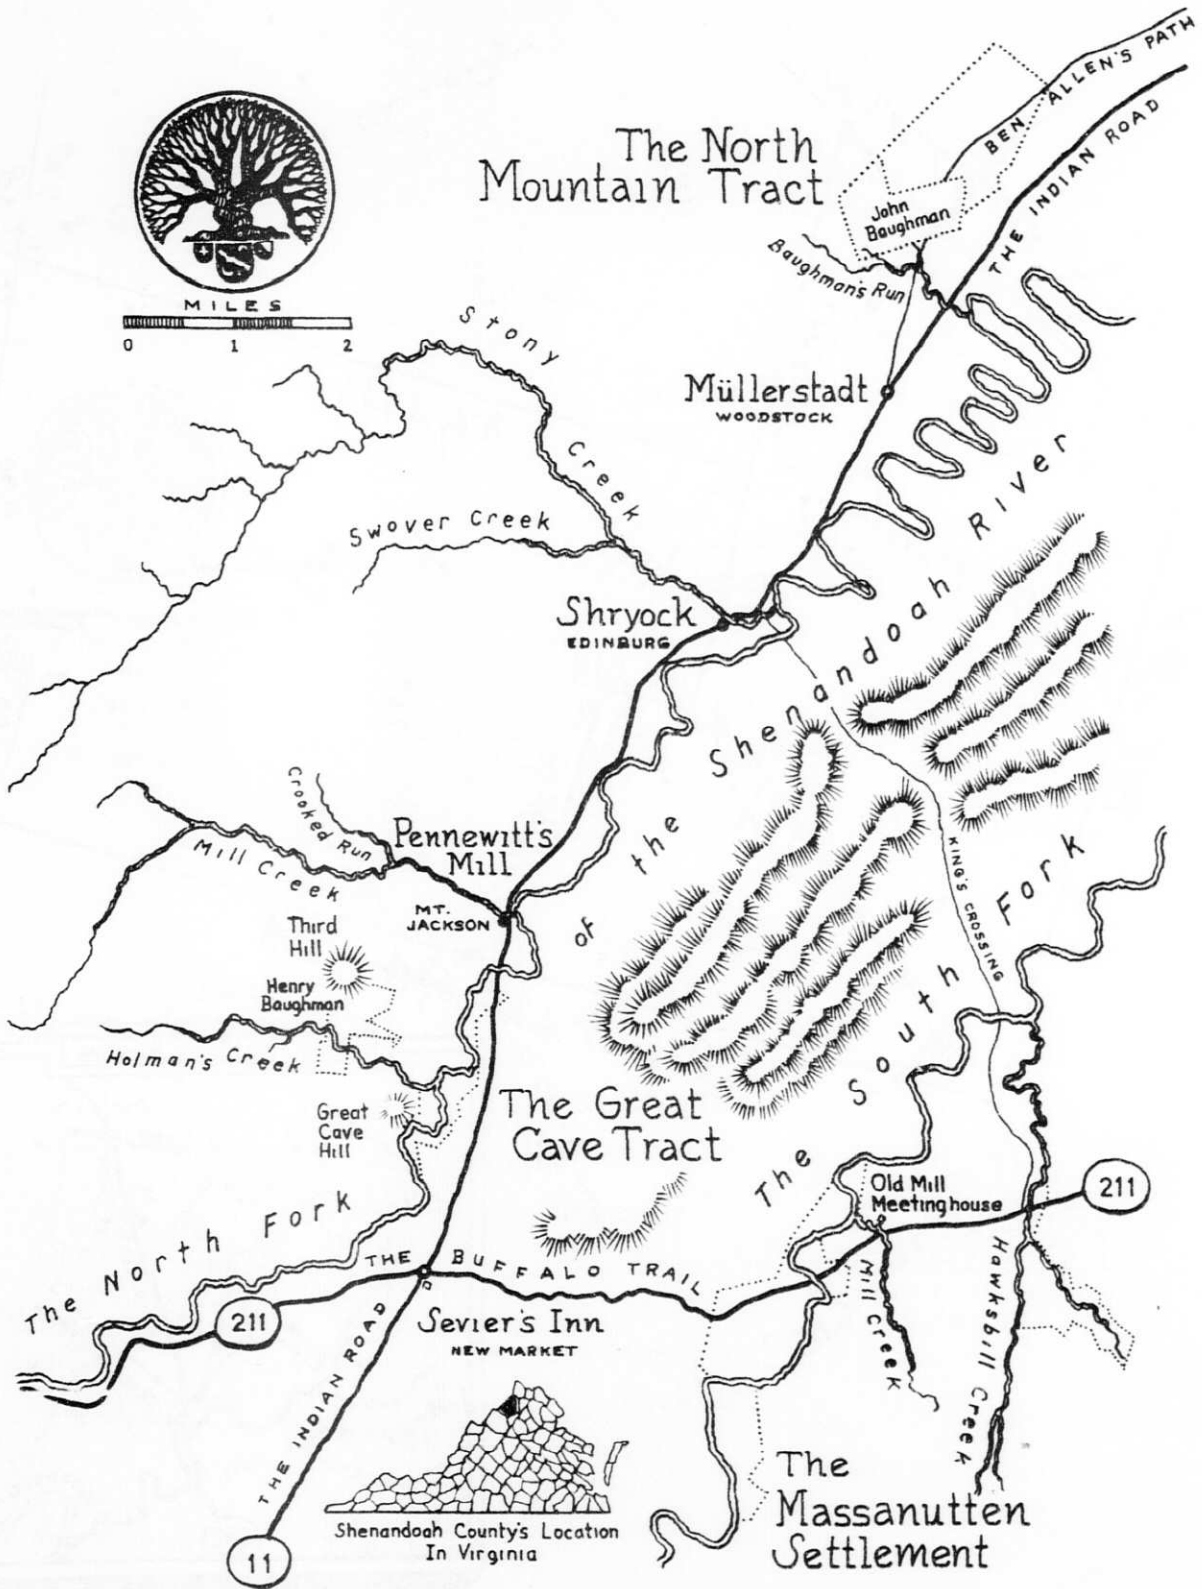 BEN ALLEN'S PATH
THE INDIAN ROAD
The North
Mountain Tract
John
Baughman
Baughman's Run
MILES
0 1 2
Stony
Creek
Müllerstadt
WOODSTOCK
Swover Creek
Shryock
EDINBURG
The North Fork
of the Shenandoah River
Crooked Run
Pennewitt's
Mill
Mill Creek
MT.
JACKSON
KING'S CROSSING
The South Fork
Third
Hill
Henry
Baughman
Holman's Creek
Great
Cave
Hill
The Great
Cave Tract
Old Mill
Meetinghouse
211
THE BUFFALO TRAIL
211
Sevier's Inn
NEW MARKET
Mill Creek
Hawksbill Creek
THE INDIAN ROAD
11
Shenandoah County's Location
In Virginia
The
Massanutten
Settlement